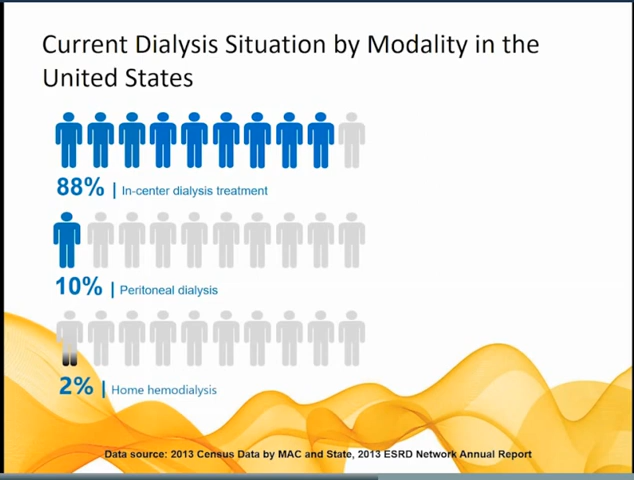 Current Dialysis Situation by Modality in the
United States
88% | In-center dialysis treatment
10% | Peritoneal dialysis
2% | Home hemodialysis
Data source: 2013 Census Data by MAC and State, 2013 ESRD Network Annual Report